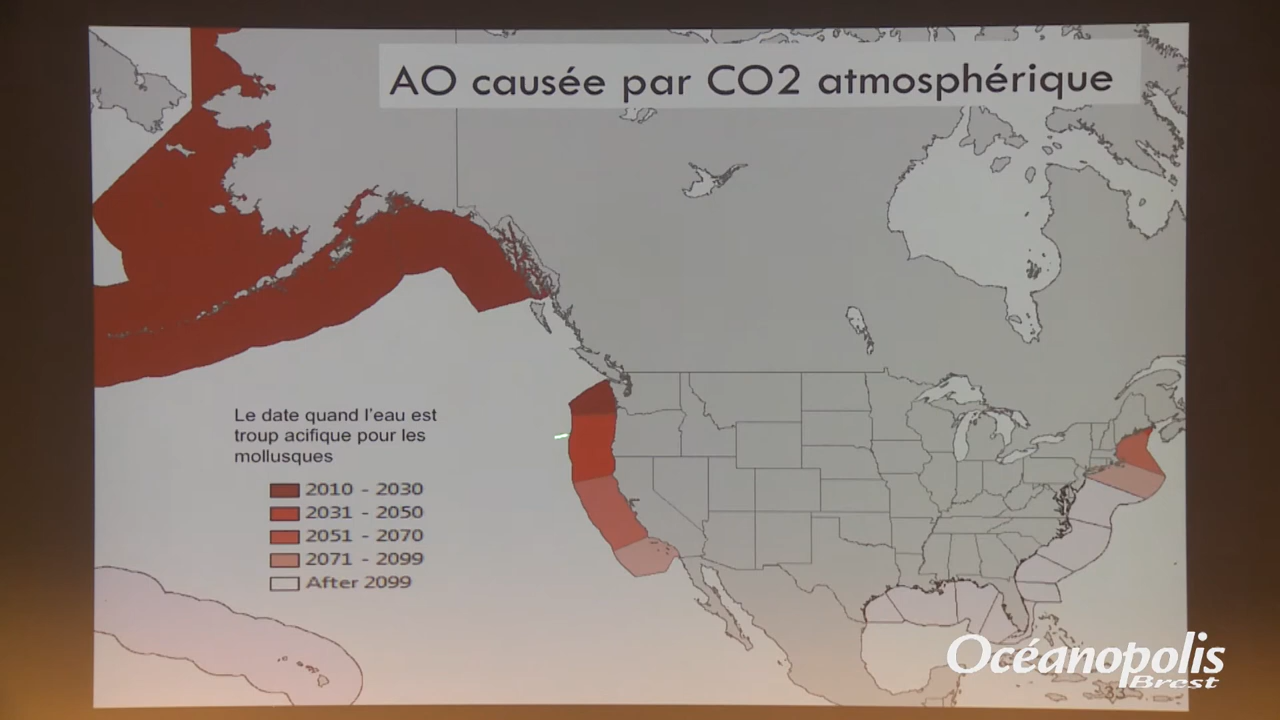 AO causée par CO2 atmosphérique
Le date quand l'eau est
troup acifique pour les
mollusques
2010 - 2030
2031 - 2050
2051 - 2070
2071 - 2099
After 2099
Océanopolis
Brest
33